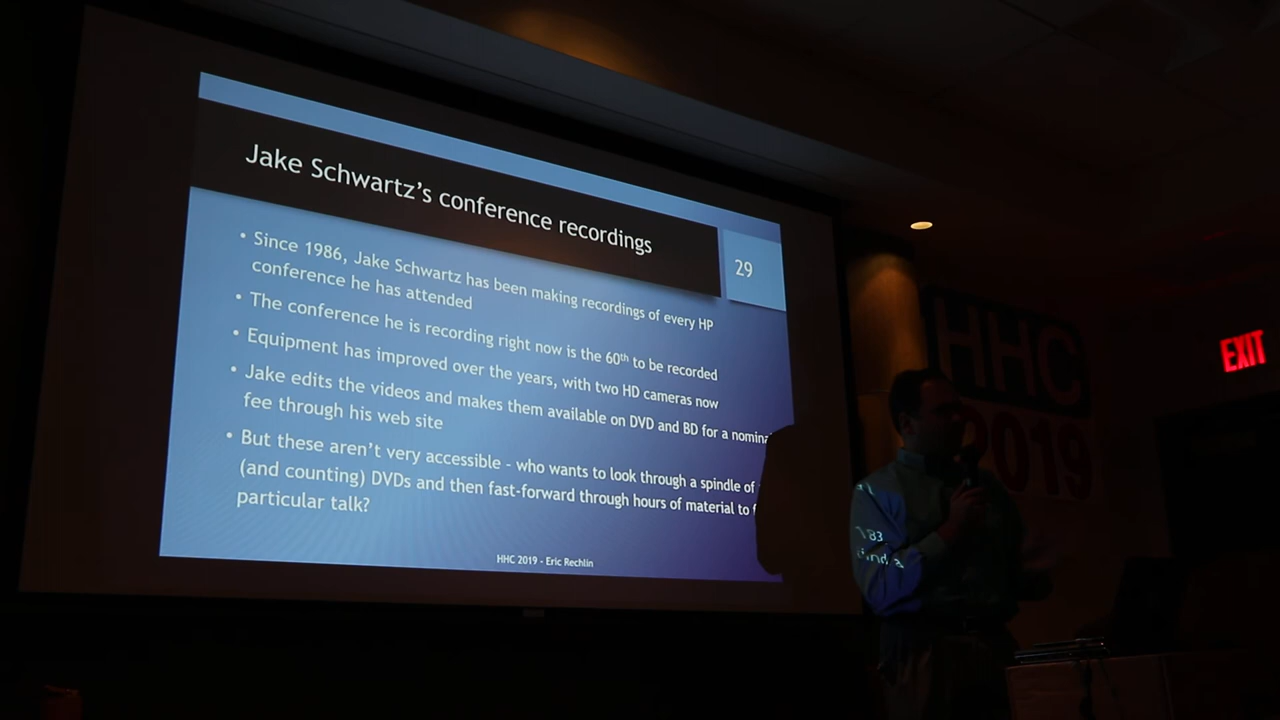 Jake Schwartz's conference recordings
29
• Since 1986, Jake Schwartz has been making recordings of every HP
conference he has attended
• The conference he is recording right now is the 60th to be recorded
• Equipment has improved over the years, with two HD cameras now
• Jake edits the videos and makes them available on DVD and BD for a
fee through his web site
• But these aren't very accessible - who wants to look through a spindle of
(and counting) DVDs and then fast-forward through hours of material to
particular talk?
HHC 2019 - Eric Rechlin
HHC
2019
EXIT
83
find a